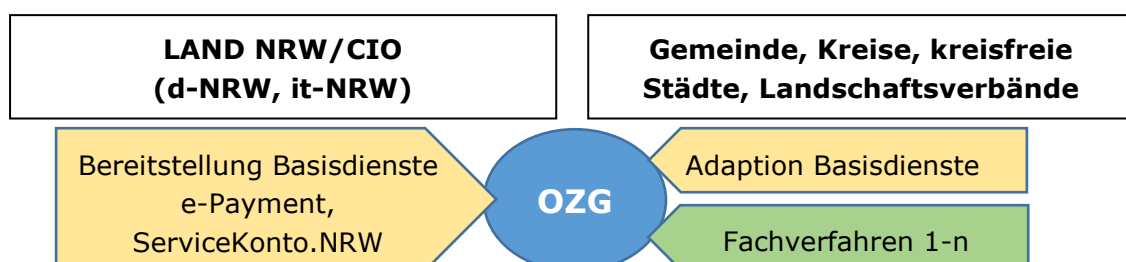 LAND NRW/CIO
(d-NRW, it-NRW)
Gemeinde, Kreise, kreisfreie
Städte, Landschaftsverbände
Bereitstellung Basisdienste
e-Payment,
ServiceKonto.NRW
OZG
Adaption Basisdienste
Fachverfahren 1-n